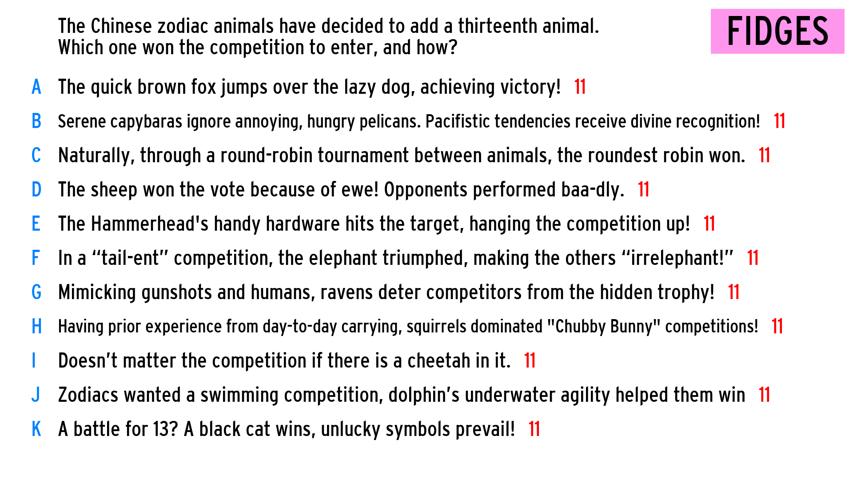 The Chinese zodiac animals have decided to add a thirteenth animal.
Which one won the competition to enter, and how?
FIDGES
A The quick brown fox jumps over the lazy dog, achieving victory! 11
B Serene capybaras ignore annoying, hungry pelicans. Pacifistic tendencies receive divine recognition! 11
C Naturally, through a round-robin tournament between animals, the roundest robin won. 11
D The sheep won the vote because of ewe! Opponents performed baa-dly. 11
E The Hammerhead's handy hardware hits the target, hanging the competition up! 11
F In a “tail-ent” competition, the elephant triumphed, making the others “irrelephant!” 11
G Mimicking gunshots and humans, ravens deter competitors from the hidden trophy! 11
H Having prior experience from day-to-day carrying, squirrels dominated "Chubby Bunny" competitions! 11
I Doesn’t matter the competition if there is a cheetah in it. 11
J Zodiacs wanted a swimming competition, dolphin’s underwater agility helped them win 11
K A battle for 13? A black cat wins, unlucky symbols prevail! 11